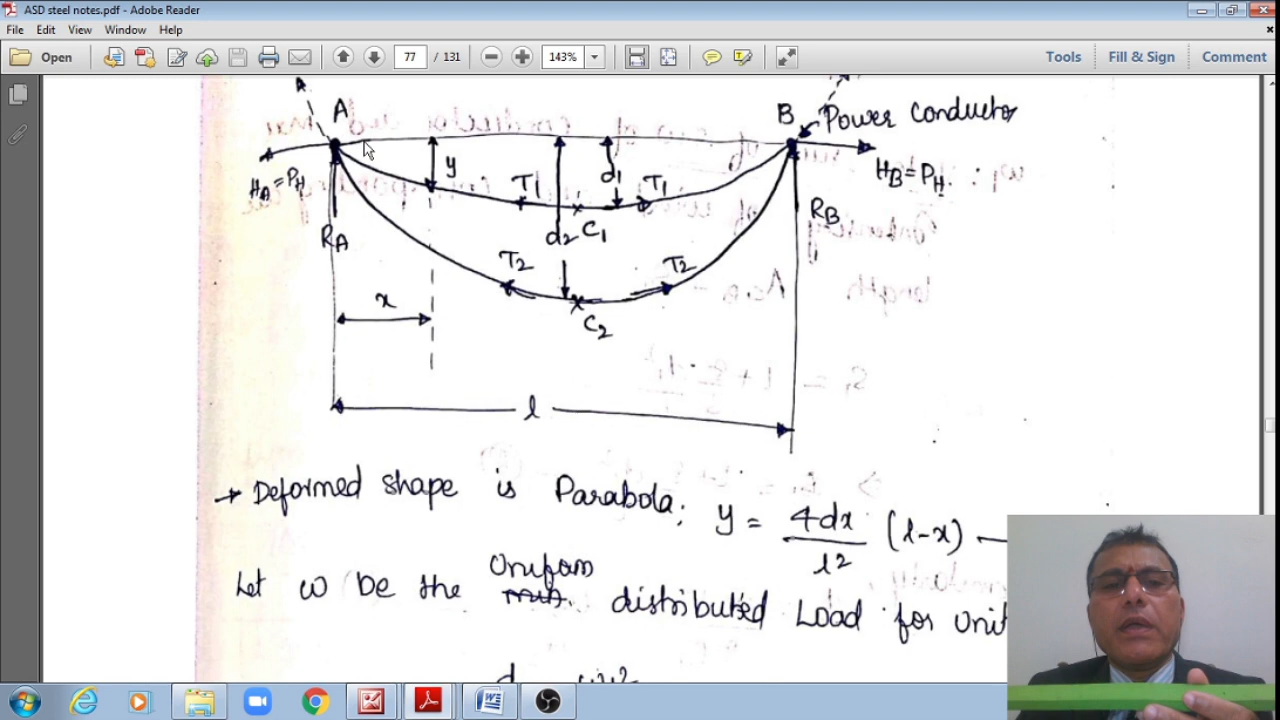 ASD steel notes.pdf - Adobe Reader
File Edit View Window Help
Open 77 / 131 143% Tools Fill & Sign Comment
A B Power Conductor
HA=PH y T1 d1 T1 HB=PH
RA d2 C1 RB
T2 T2
x C2
l
→ Deformed shape is Parabola; y = 4dx / l2 (l-x) —
Let w be the Uniform distributed Load for Unit